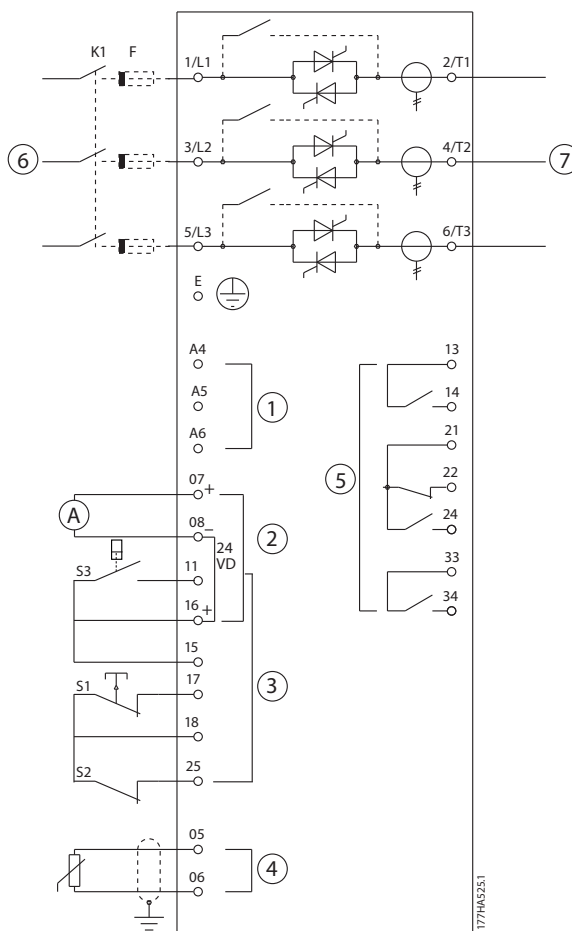 K1 F 1/L1 2/T1
6 3/L2 4/T2 7
5/L3 6/T3
E
A4 13
A5 1 14
A6 21
07 + 22
A 5
08 – 2 24
24
VD
S3 11 33
16 + 34
15
S1 17 3
18
S2 25
05
4
06
177HA525.1